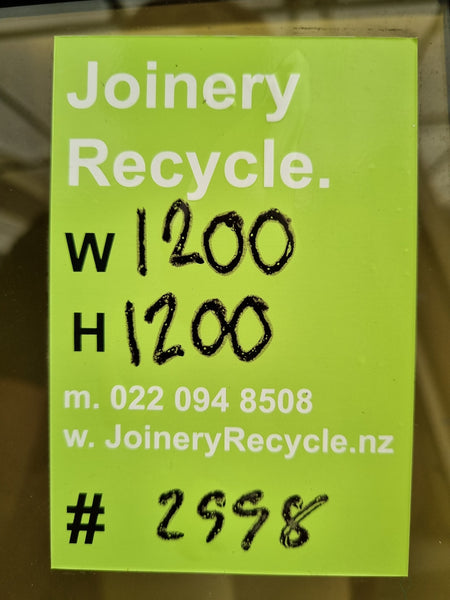 Joinery
Recycle.
W 1200
H 1200
m. 022 094 8508
w. JoineryRecycle.nz
# 2998